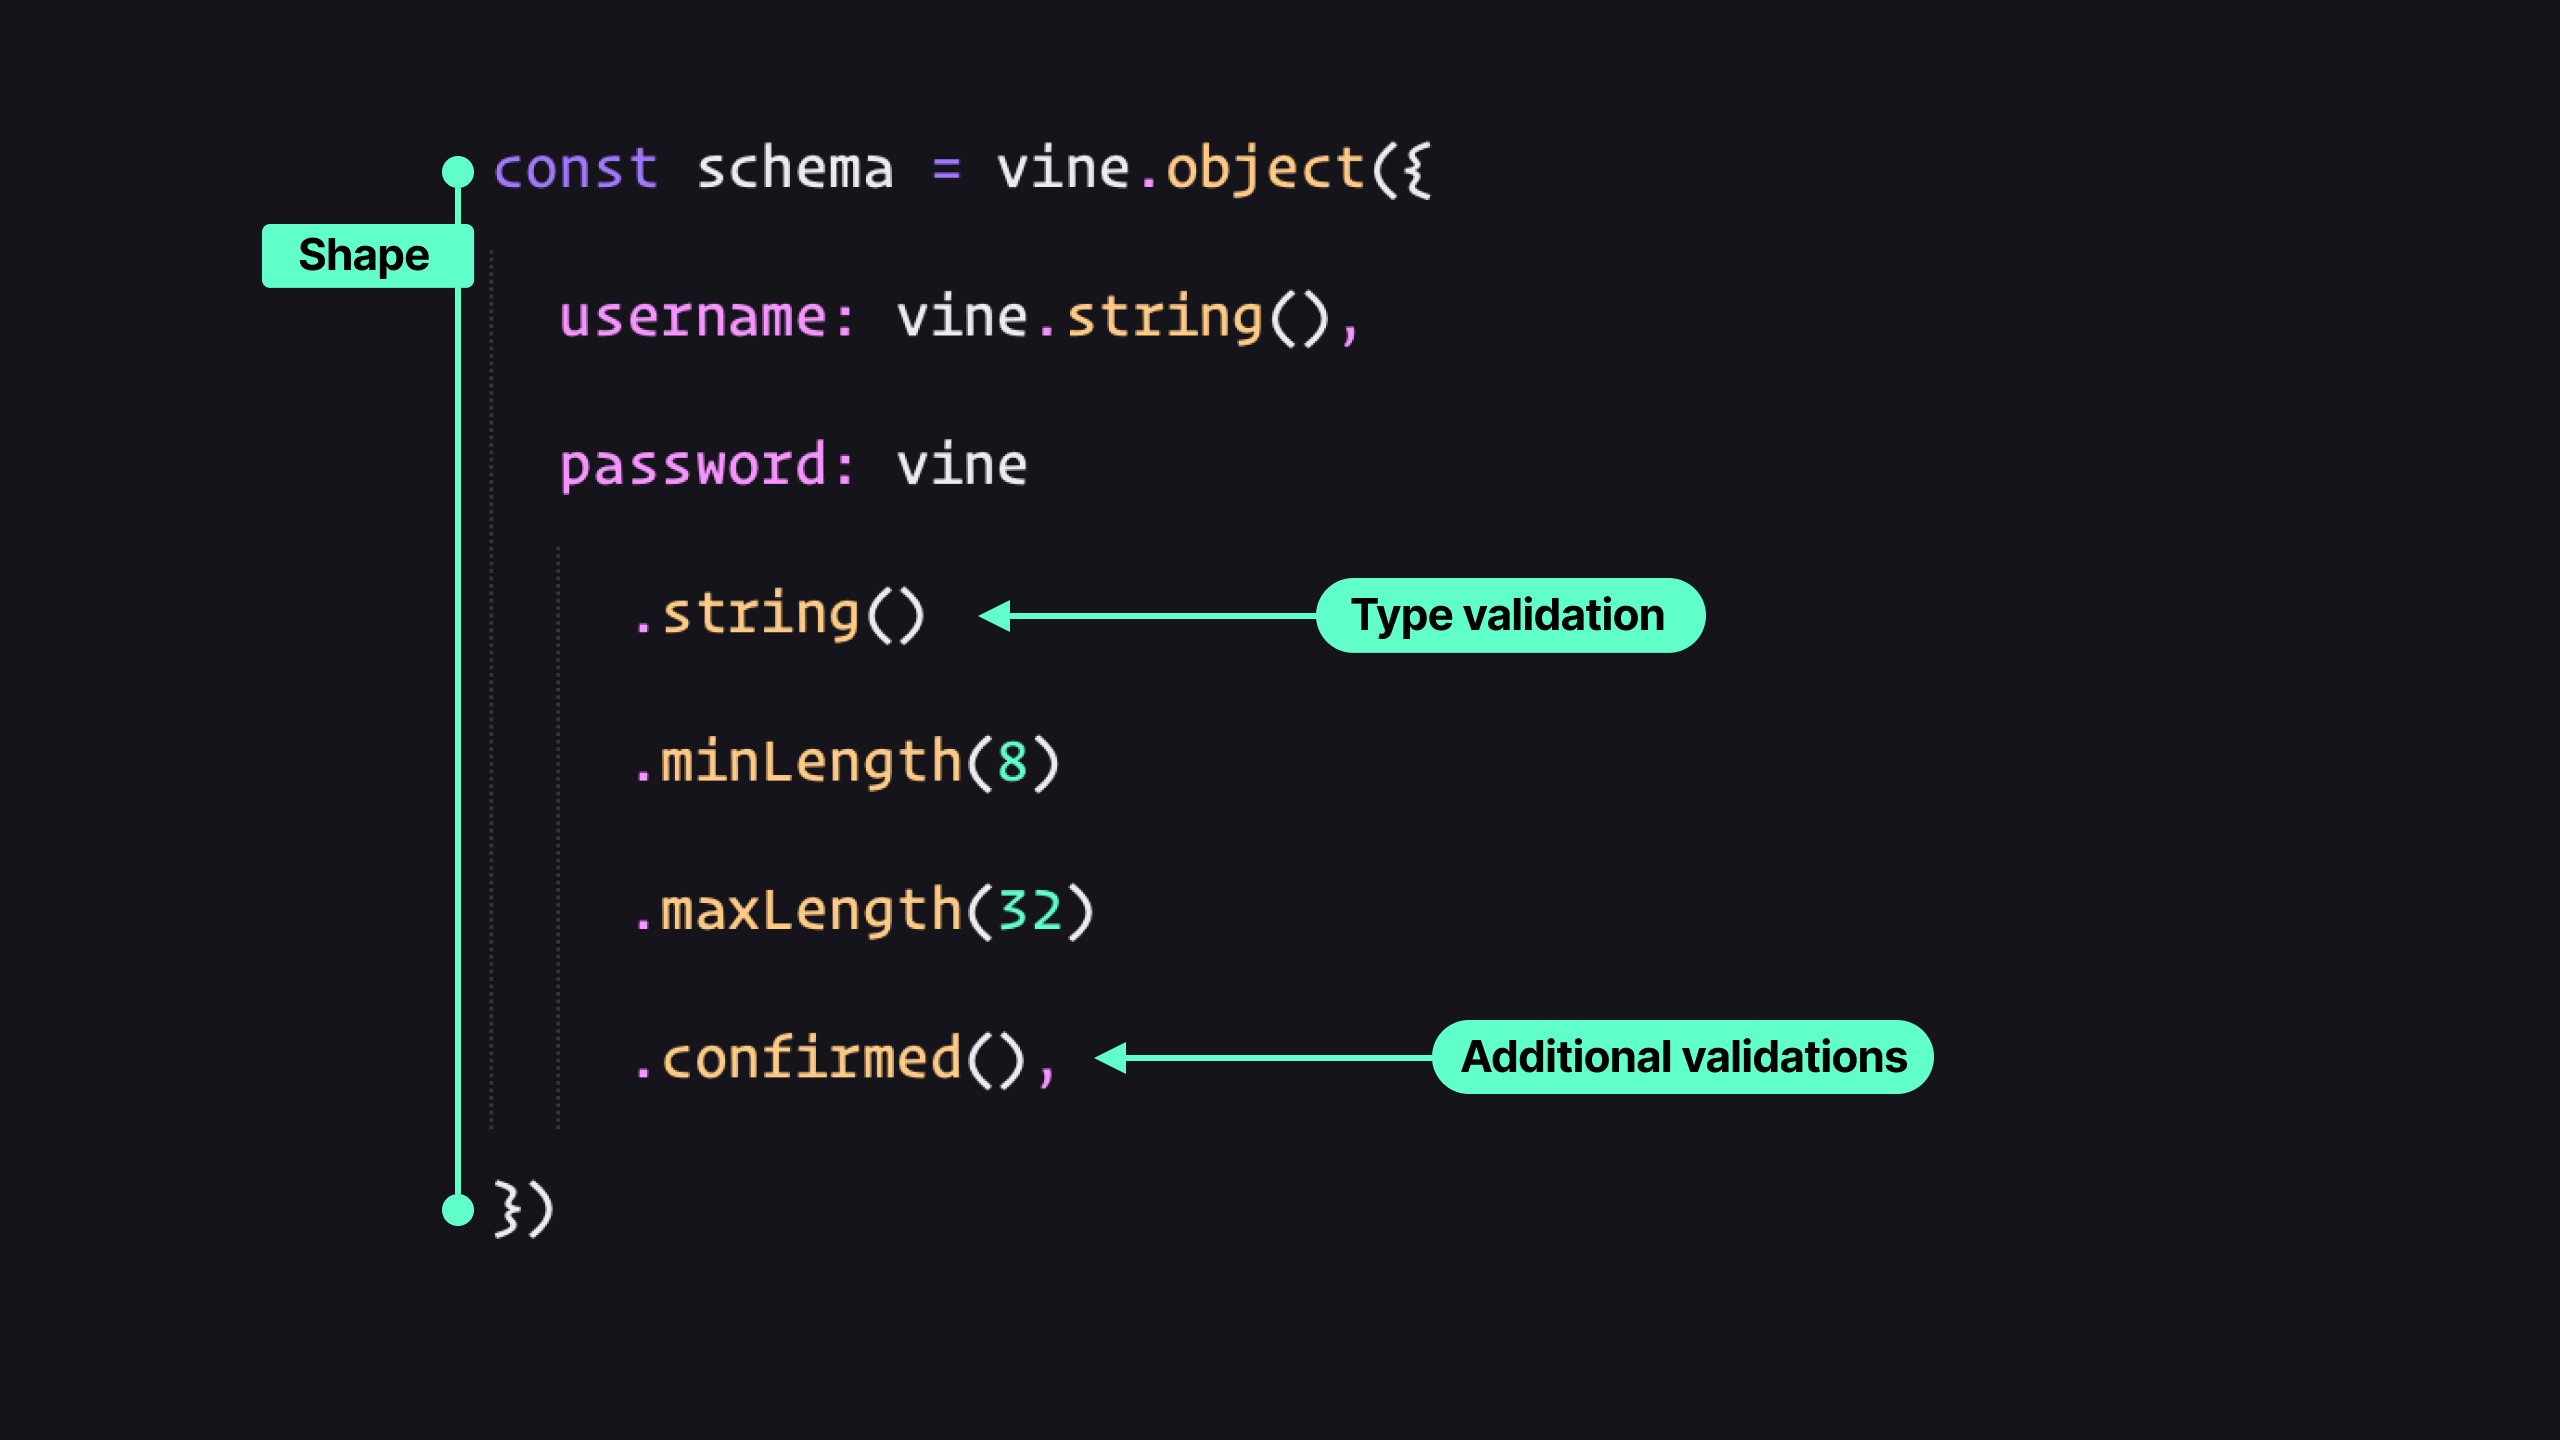 const schema = vine.object({
Shape
username: vine.string(),
password: vine
.string()
Type validation
.minLength(8)
.maxLength(32)
.confirmed(),
Additional validations
})